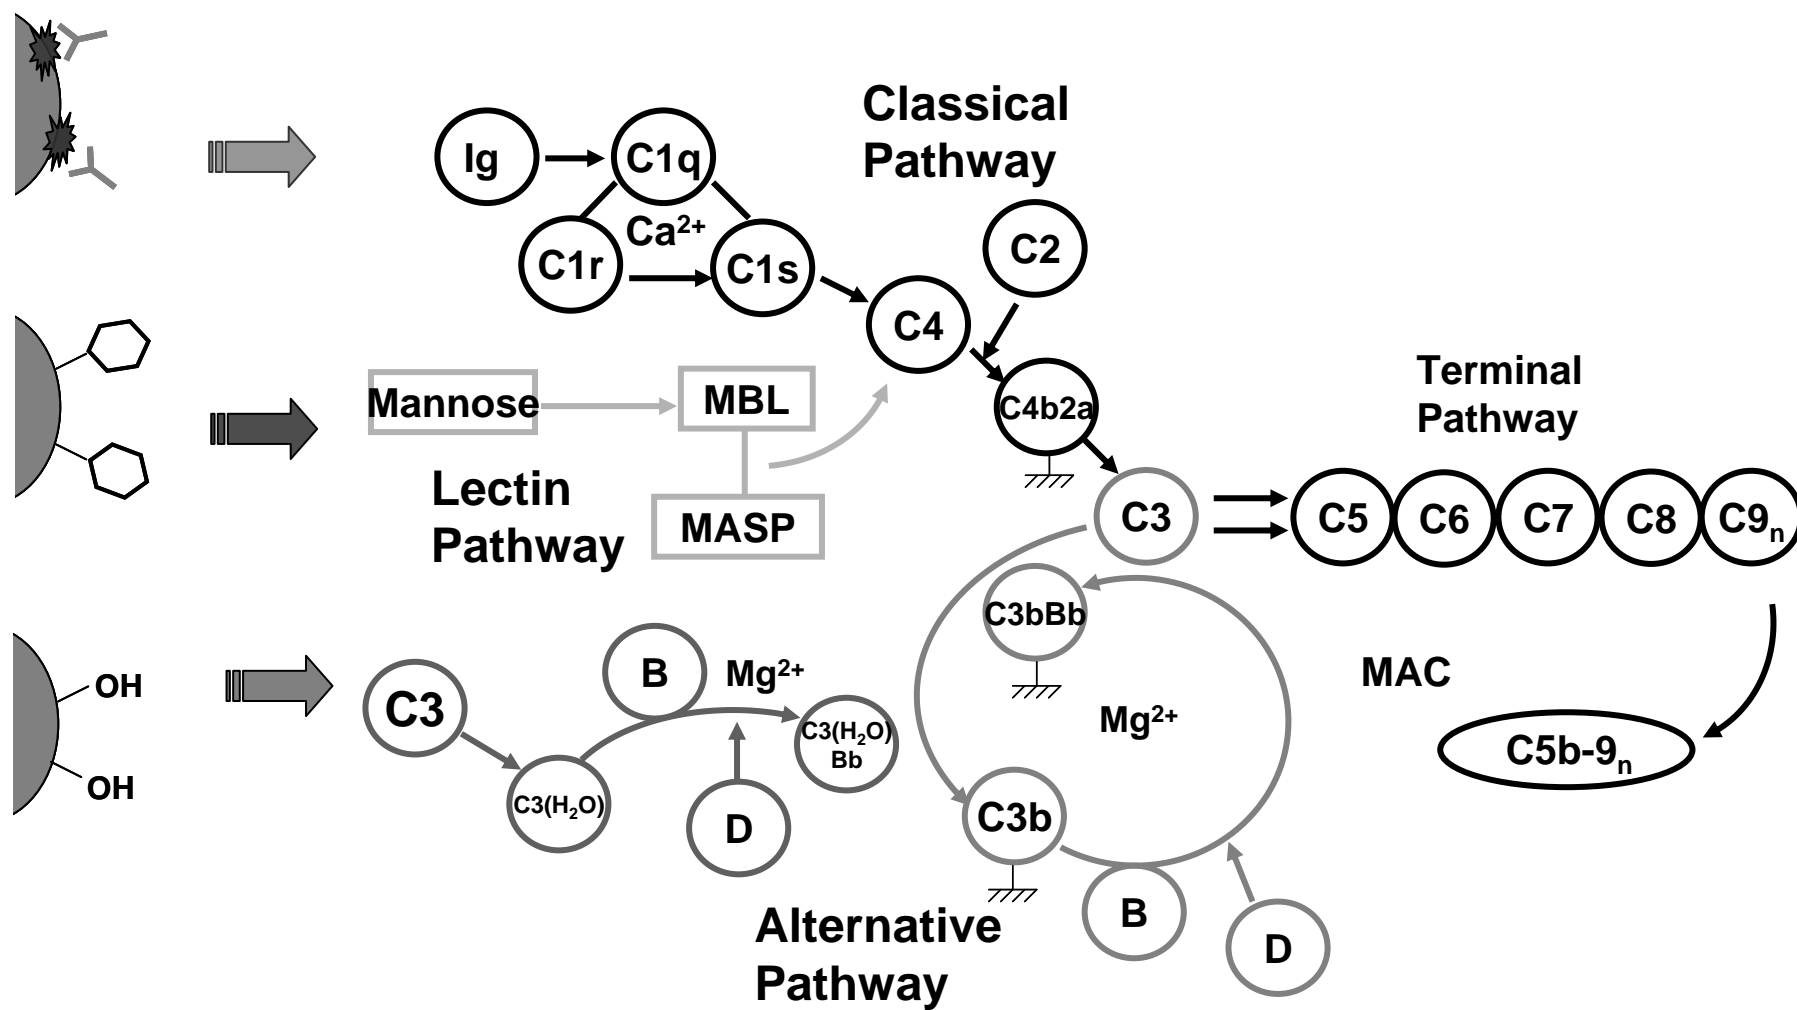 Classical
Pathway
Ig
C1q
Ca²⁺
C1r
C1s
C2
C4
C4b2a
Mannose
MBL
MASP
Lectin
Pathway
Terminal
Pathway
C3
C5
C6
C7
C8
C9ₙ
C3bBb
Mg²⁺
MAC
C5b-9ₙ
OH
OH
C3
B
Mg²⁺
C3(H₂O)
Bb
C3(H₂O)
D
C3b
B
D
Alternative
Pathway